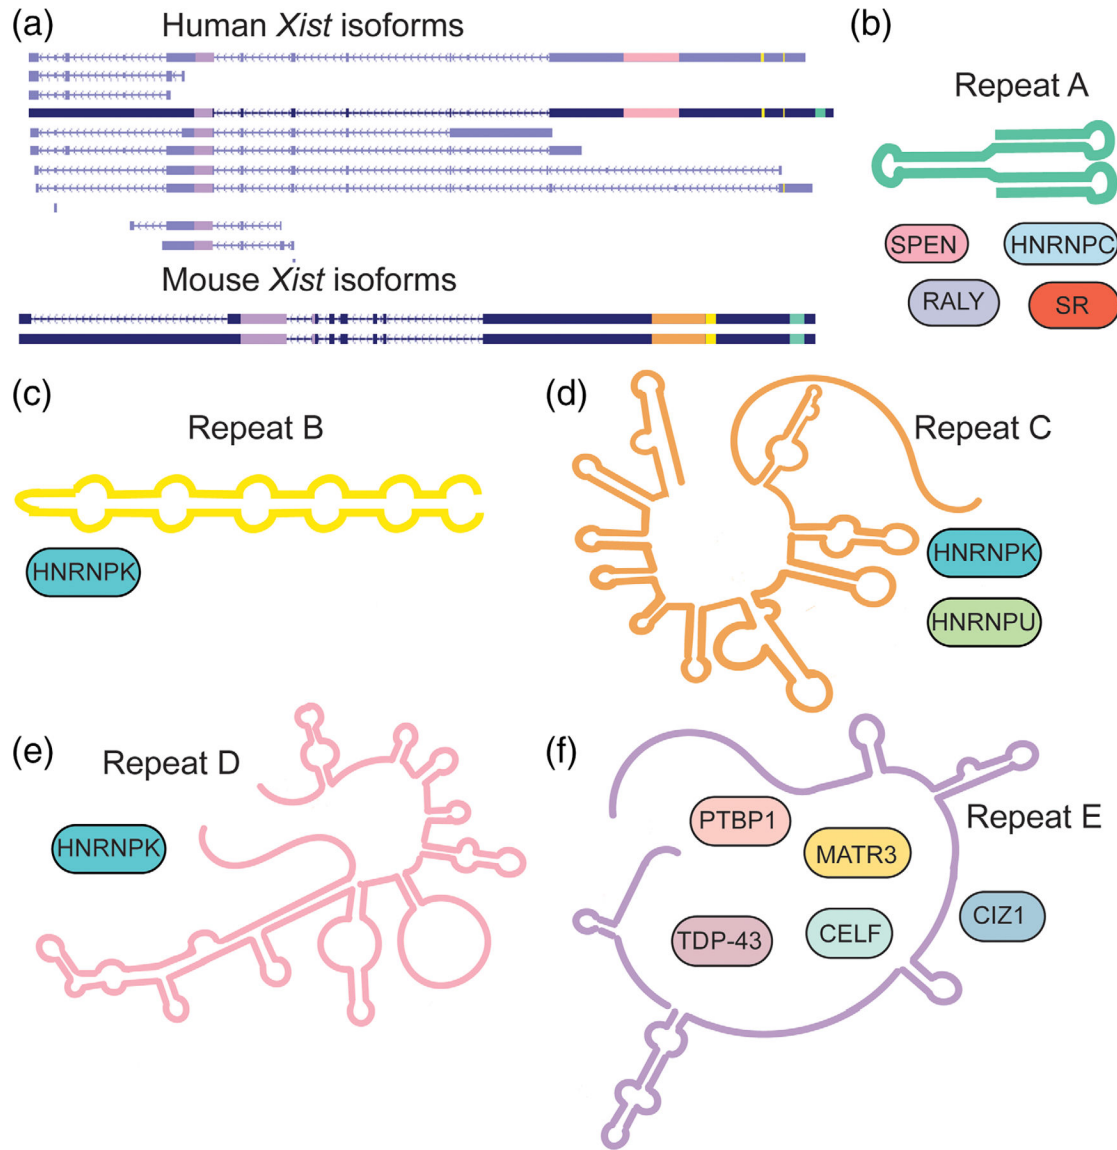 (a)
Human Xist isoforms
Mouse Xist isoforms
(b)
Repeat A
SPEN
HNRNPC
RALY
SR
(c)
Repeat B
HNRNPK
(d)
Repeat C
HNRNPK
HNRNPU
(e)
Repeat D
HNRNPK
(f)
Repeat E
PTBP1
MATR3
TDP-43
CELF
CIZ1